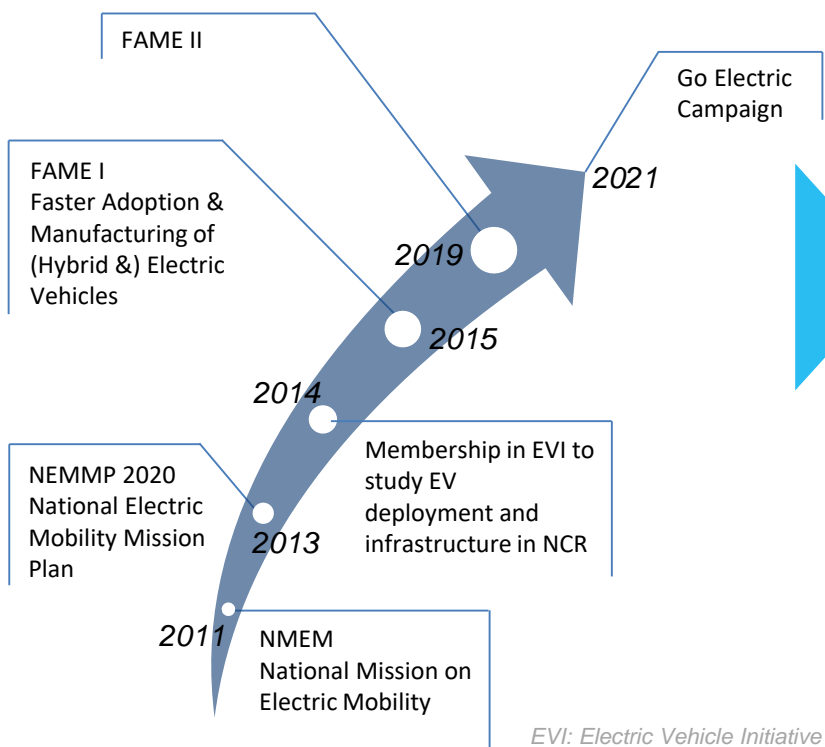 FAME II
Go Electric
Campaign
FAME I
Faster Adoption &
Manufacturing of
(Hybrid &) Electric
Vehicles
2021
2019
2015
2014
Membership in EVI to
study EV
deployment and
infrastructure in NCR
NEMMP 2020
National Electric
Mobility Mission
Plan
2013
2011
NMEM
National Mission on
Electric Mobility
EVI: Electric Vehicle Initiative